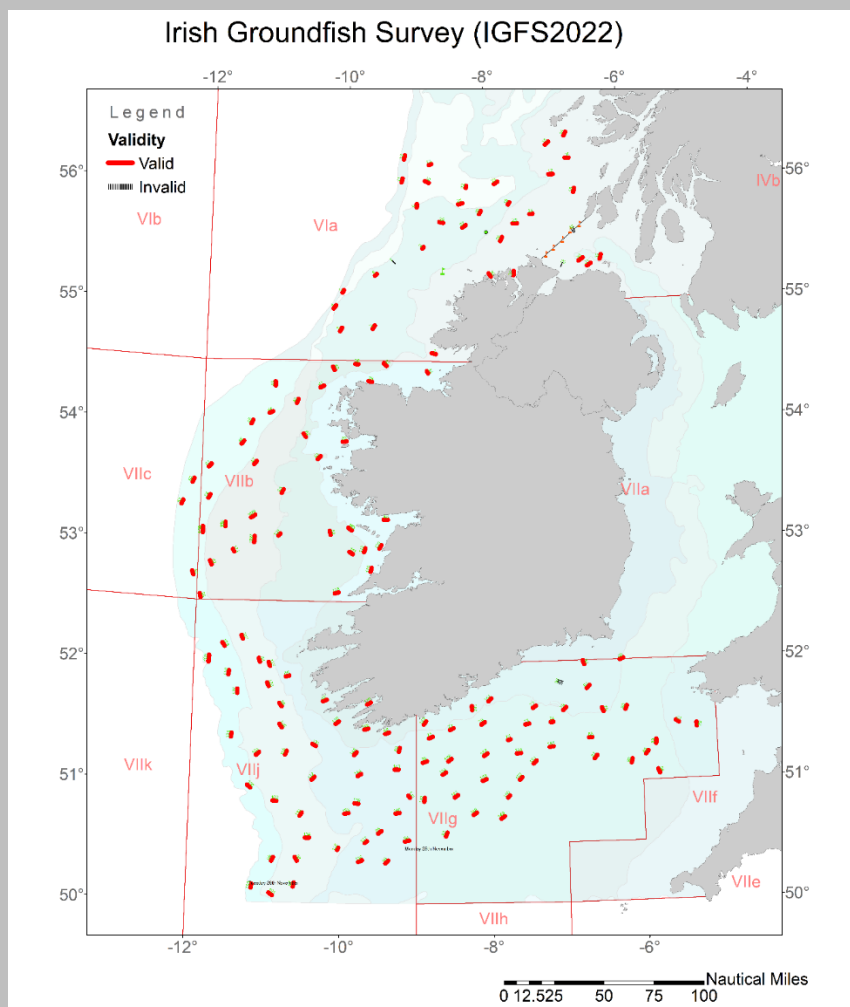 Irish Groundfish Survey (IGFS2022)
-12° -10° -8° -6° -4°
Legend
Validity
Valid
Invalid
56° 56°
IVb
VIb VIa
55° 55°
54° 54°
VIIc VIIb VIIa
53° 53°
52° 52°
VIIk VIIj
51° 51°
VIIf
VIIg
50° 50°
VIIe
VIIh
-12° -10° -8° -6°
Nautical Miles
0 12.525 50 75 100